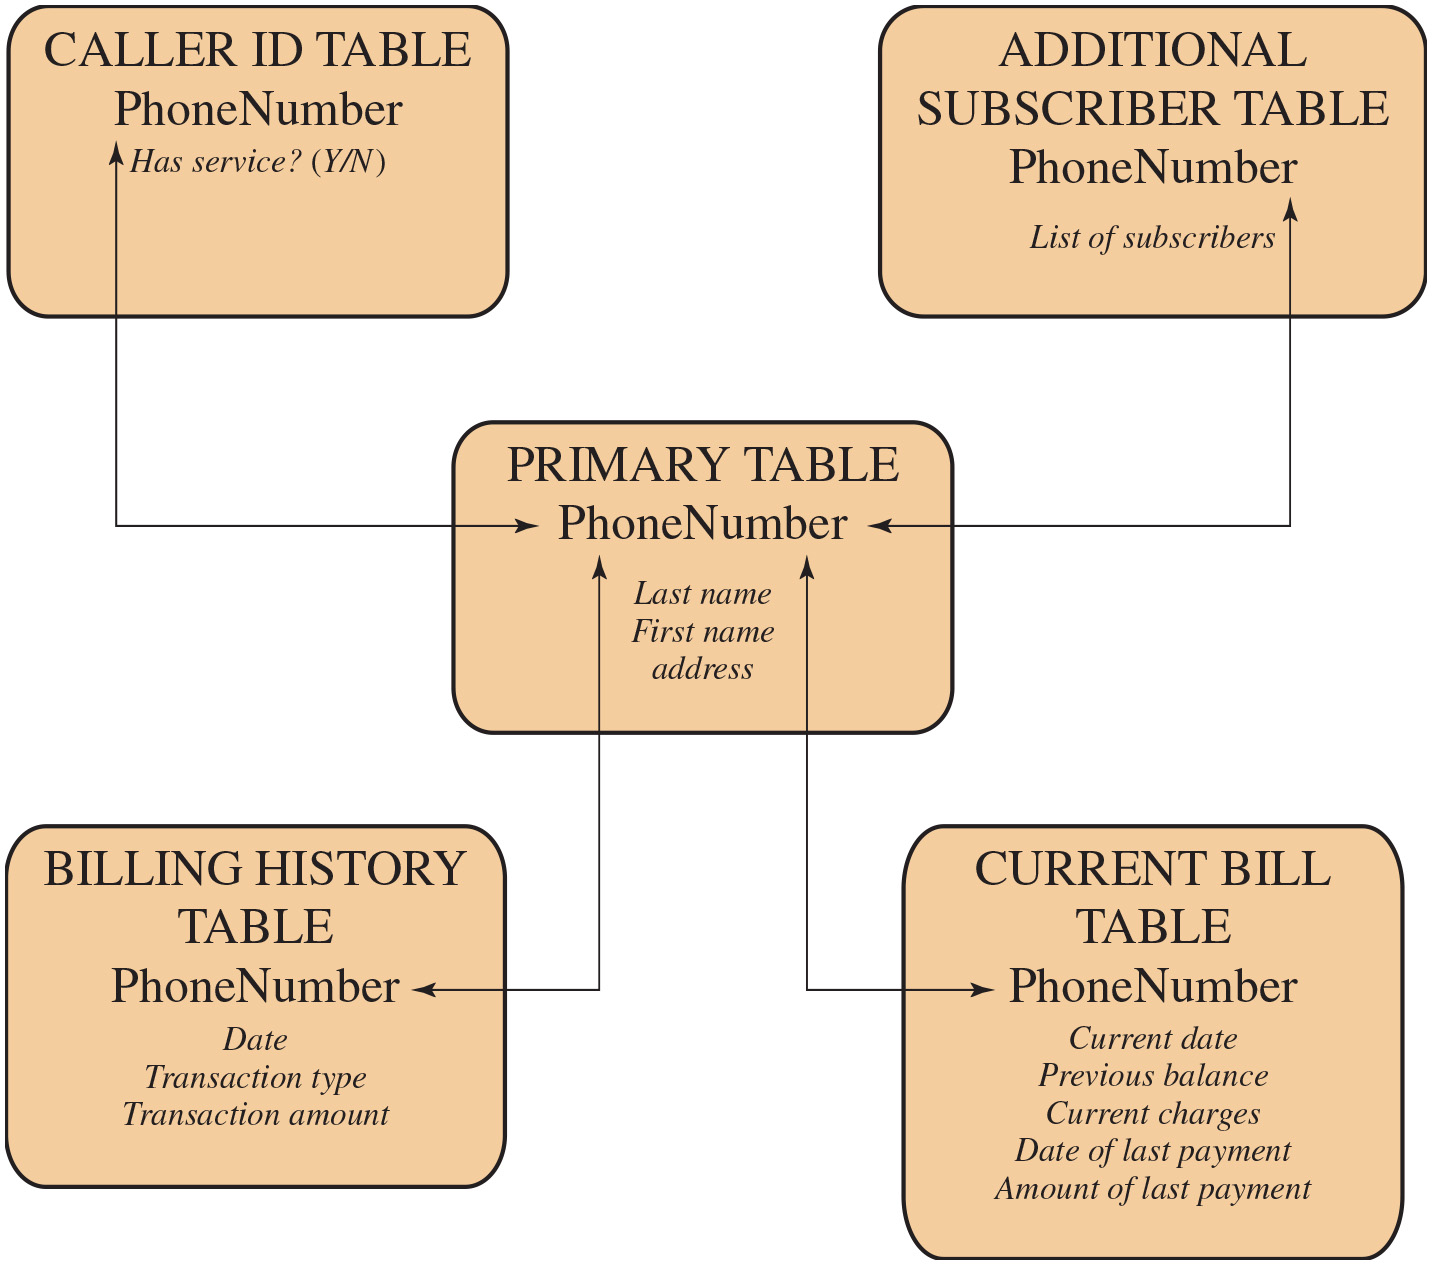 CALLER ID TABLE
PhoneNumber
Has service? (Y/N)
ADDITIONAL
SUBSCRIBER TABLE
PhoneNumber
List of subscribers
PRIMARY TABLE
PhoneNumber
Last name
First name
address
BILLING HISTORY
TABLE
PhoneNumber
Date
Transaction type
Transaction amount
CURRENT BILL
TABLE
PhoneNumber
Current date
Previous balance
Current charges
Date of last payment
Amount of last payment